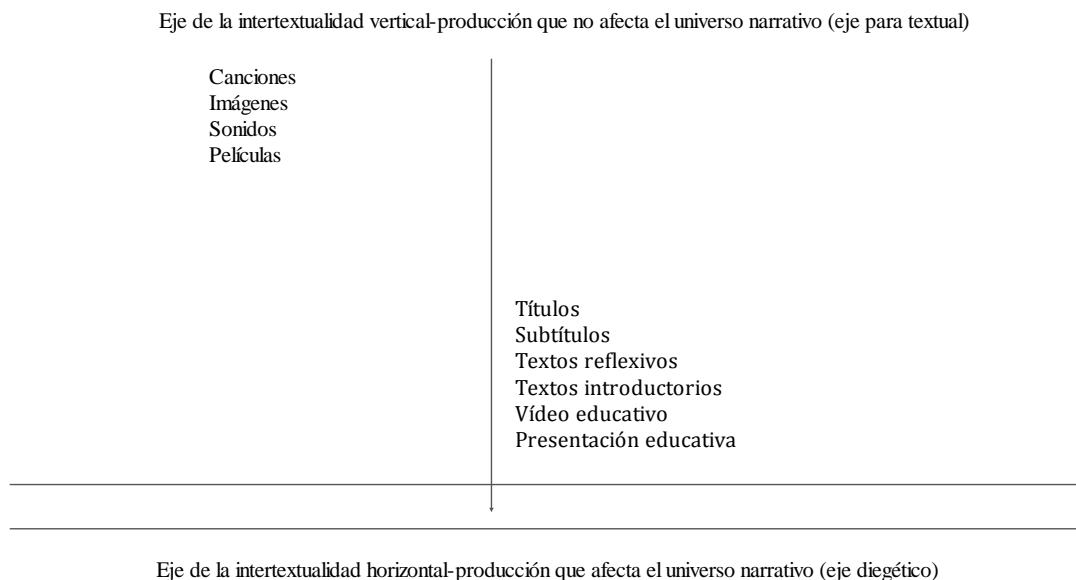 Eje de la intertextualidad vertical-producción que no afecta el universo narrativo (eje para textual)
Canciones
Imágenes
Sonidos
Películas
Títulos
Subtítulos
Textos reflexivos
Textos introductorios
Vídeo educativo
Presentación educativa
Eje de la intertextualidad horizontal-producción que afecta el universo narrativo (eje diegético)